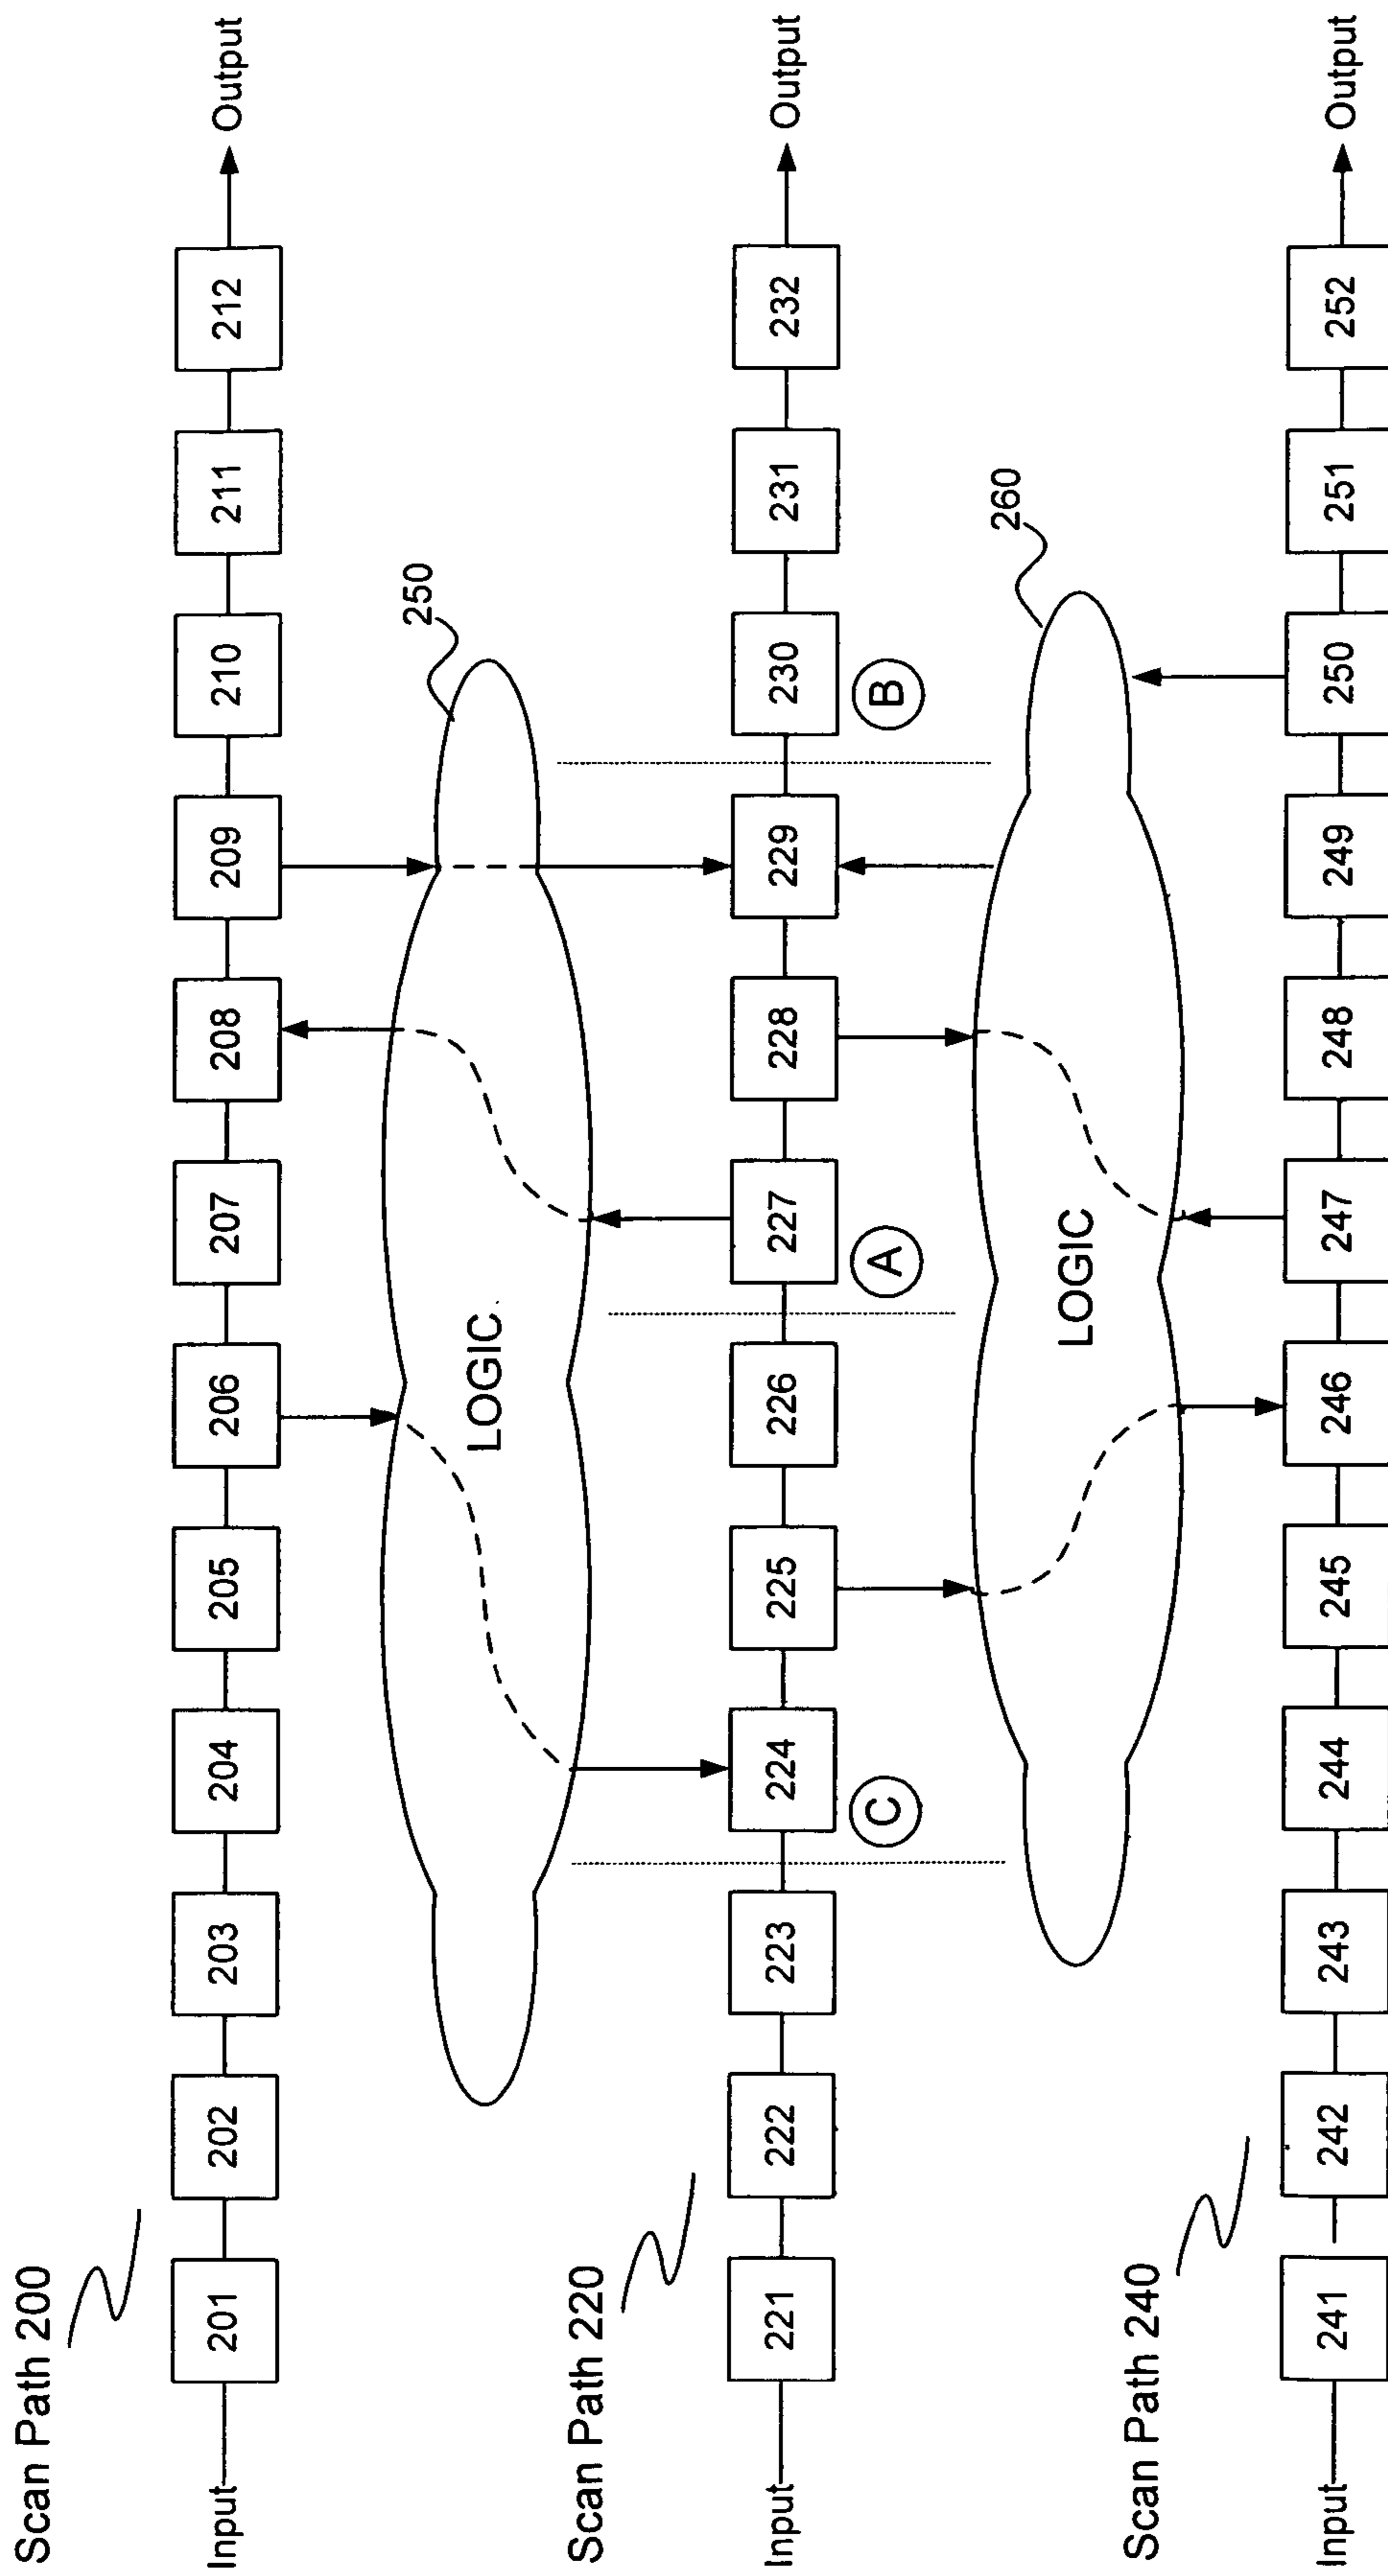 Scan Path 200
Input
201
202
203
204
205
206
207
208
209
210
211
212
Output
LOGIC
250
Scan Path 220
Input
221
222
223
224
225
226
227
228
229
230
231
232
Output
C
A
B
LOGIC
260
Scan Path 240
Input
241
242
243
244
245
246
247
248
249
250
251
252
Output